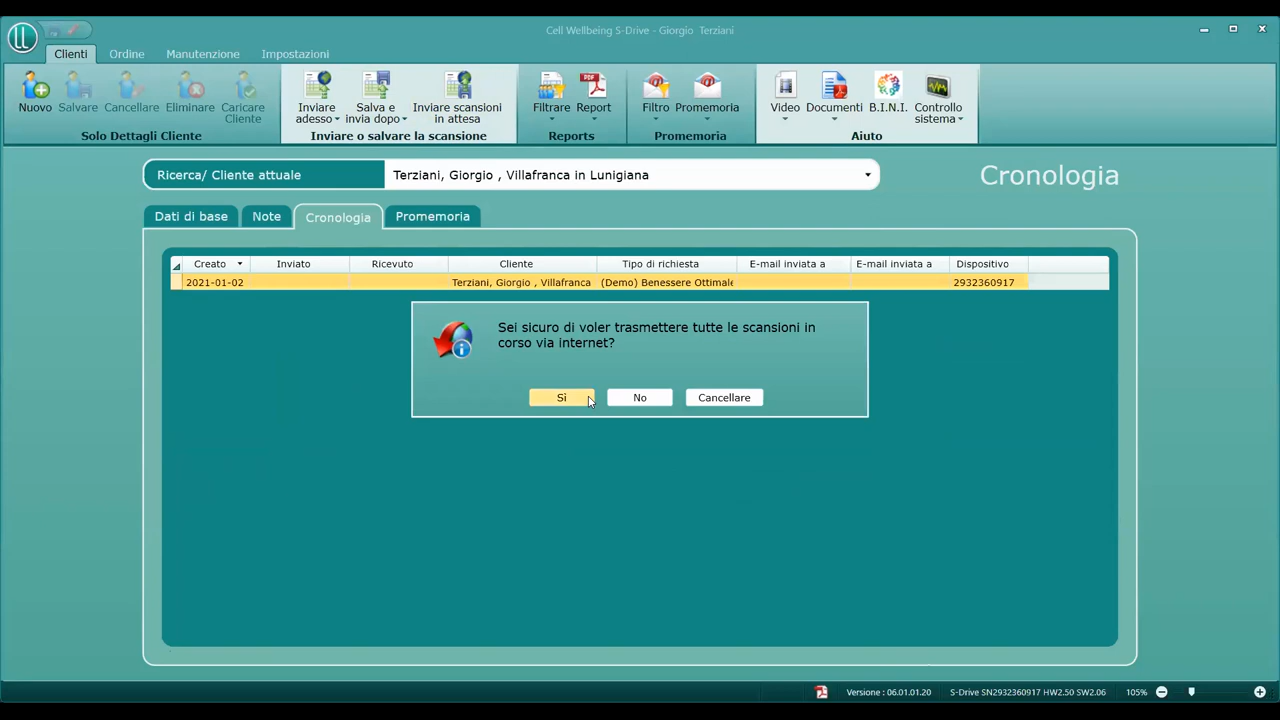 Cell Wellbeing S-Drive - Giorgio Terziani
Clienti Ordine Manutenzione Impostazioni
Nuovo Salvare Cancellare Eliminare Caricare Cliente
Inviare adesso Salva e invia dopo Inviare scansioni in attesa
Filtrare Report
Filtro Promemoria
Video Documenti B.I.N.I. Controllo sistema
Solo Dettagli Cliente
Inviare o salvare la scansione
Reports
Promemoria
Aiuto
Ricerca/ Cliente attuale
Terziani, Giorgio , Villafranca in Lunigiana
Cronologia
Dati di base Note Cronologia Promemoria
Creato Inviato Ricevuto Cliente Tipo di richiesta E-mail inviata a E-mail inviata a Dispositivo
2021-01-02 Terziani, Giorgio , Villafranca (Demo) Benessere Ottimale 2932360917
Sei sicuro di voler trasmettere tutte le scansioni in
corso via internet?
Sì No Cancellare
Versione : 06.01.01.20 S-Drive SN2932360917 HW2.50 SW2.06 105%